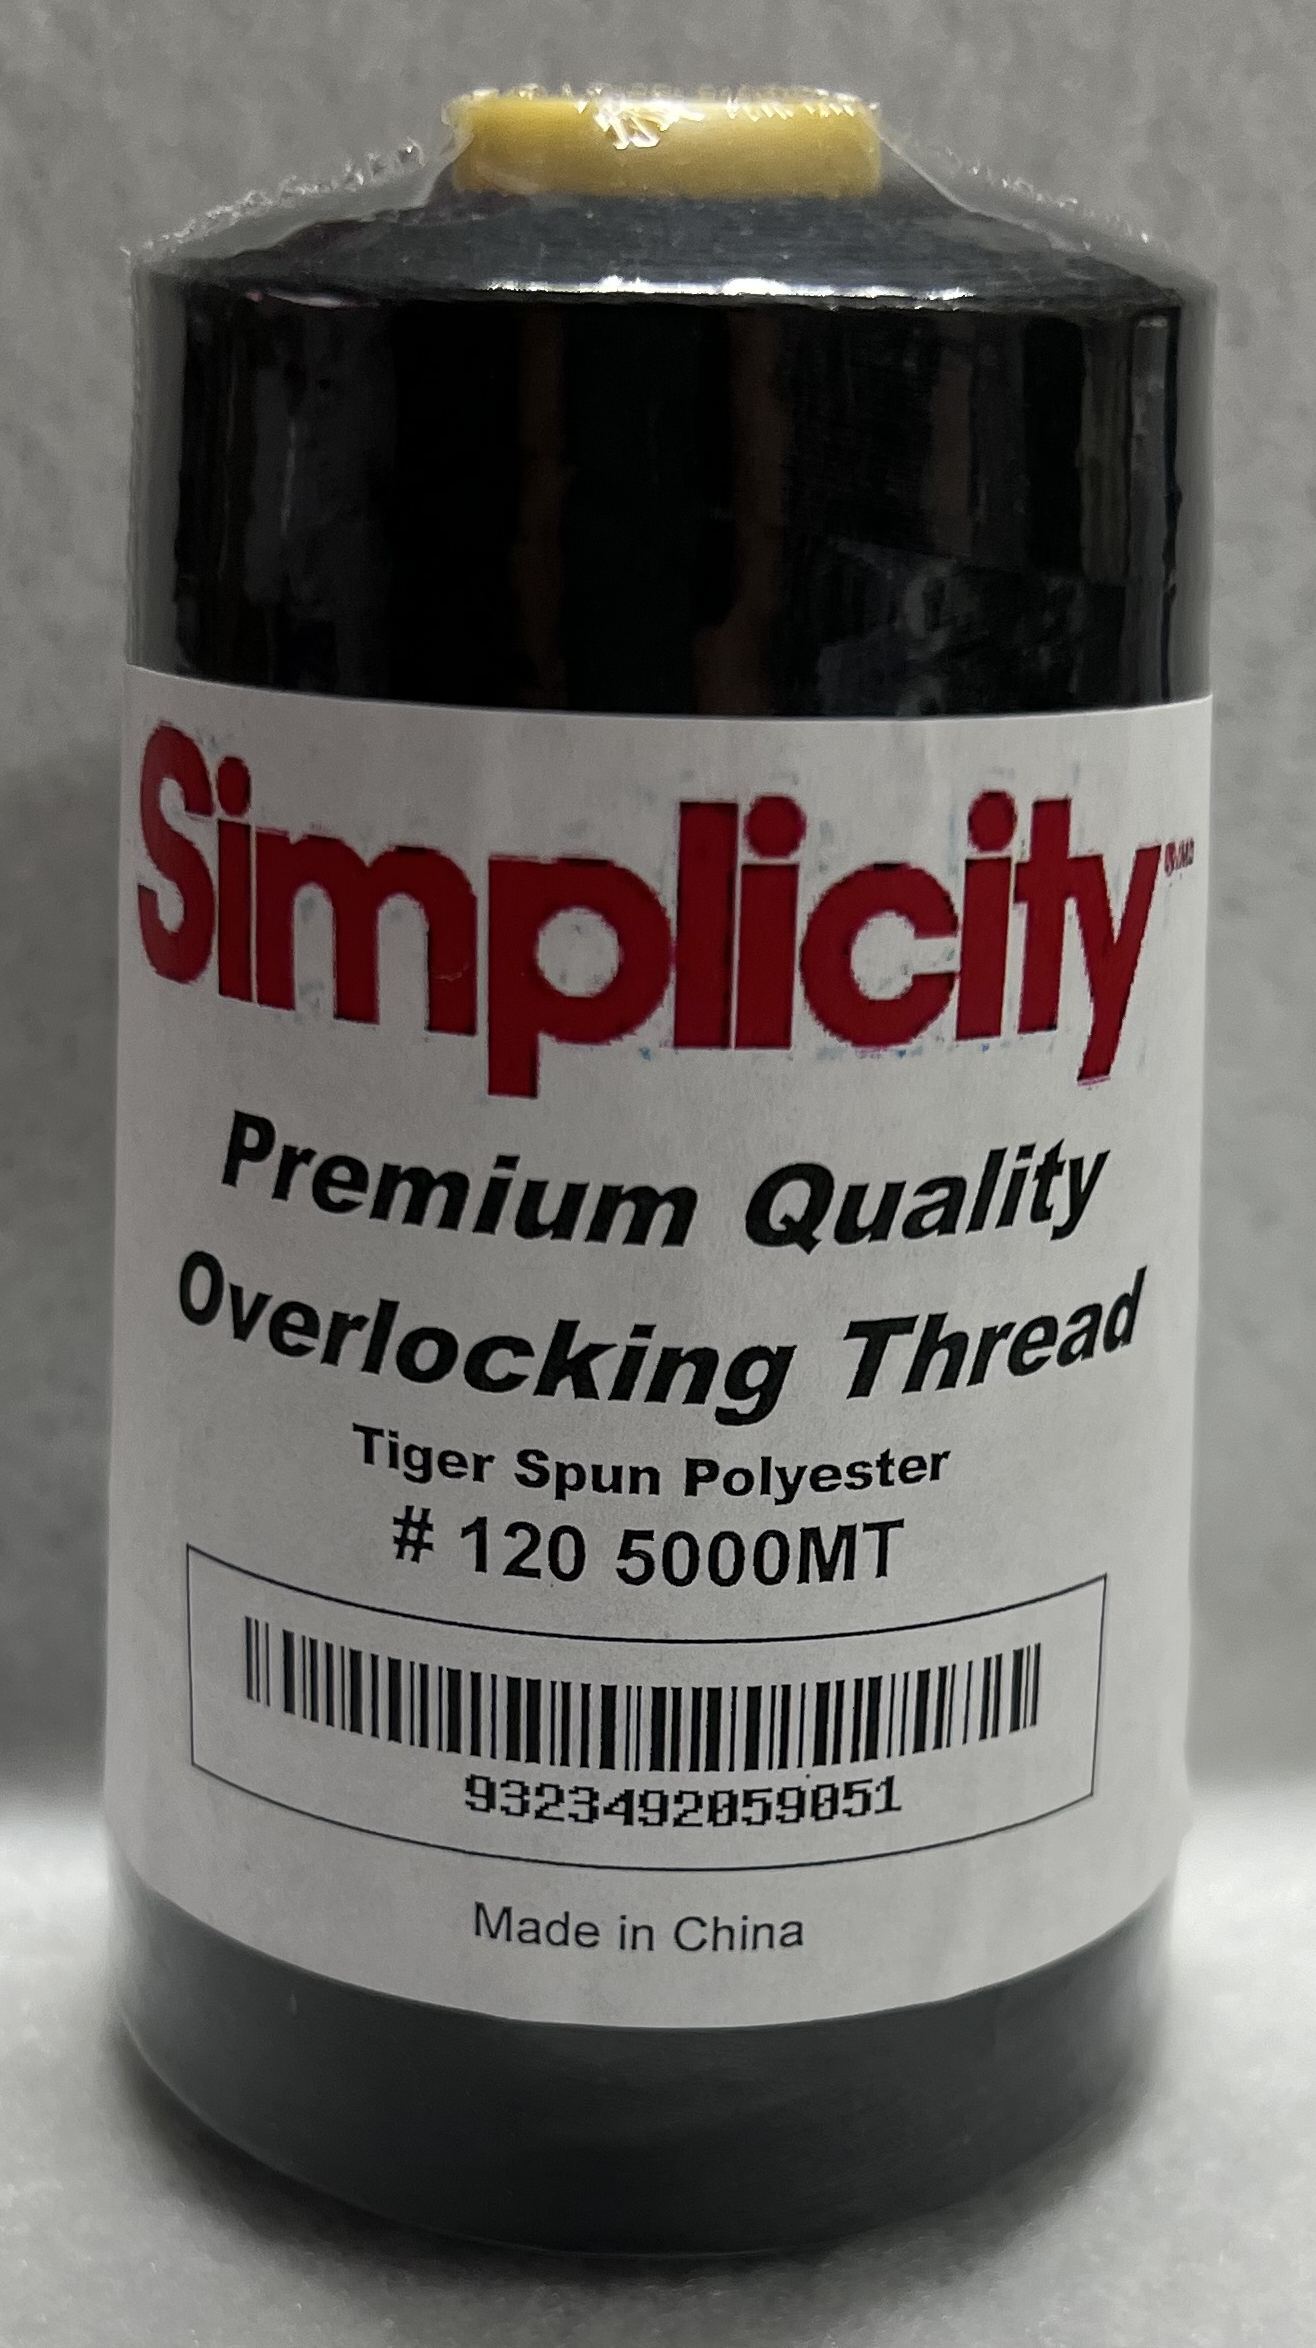 Simplicity
Premium Quality
Overlocking Thread
Tiger Spun Polyester
# 120 5000MT
9323492059051
Made in China